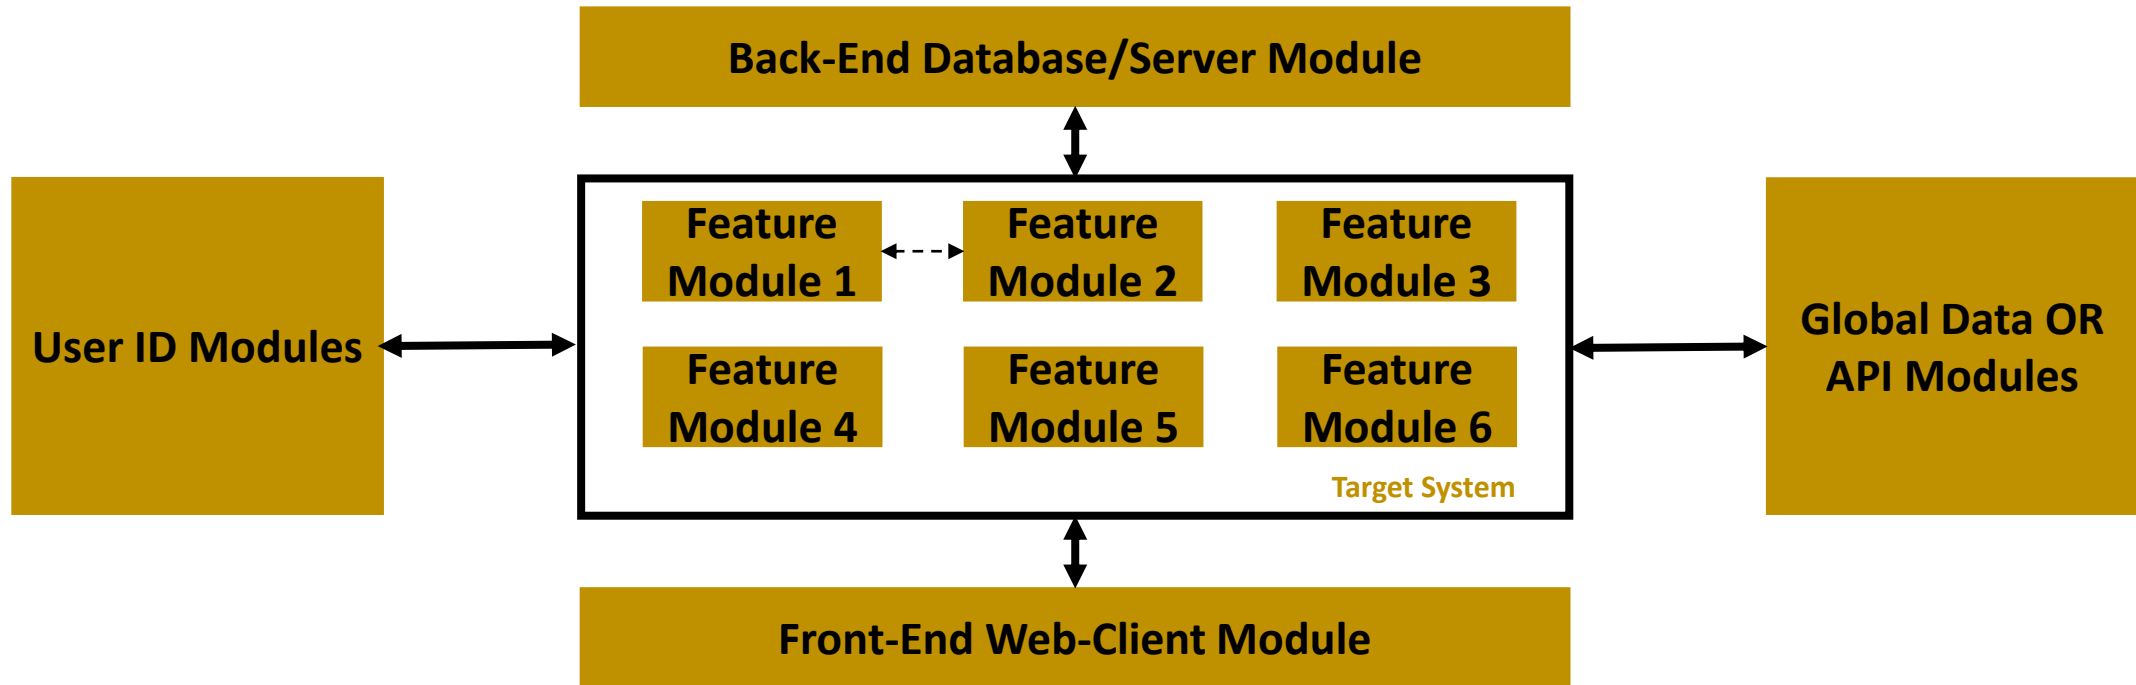 Back-End Database/Server Module
User ID Modules
Feature
Module 1
Feature
Module 2
Feature
Module 3
Feature
Module 4
Feature
Module 5
Feature
Module 6
Target System
Global Data OR
API Modules
Front-End Web-Client Module